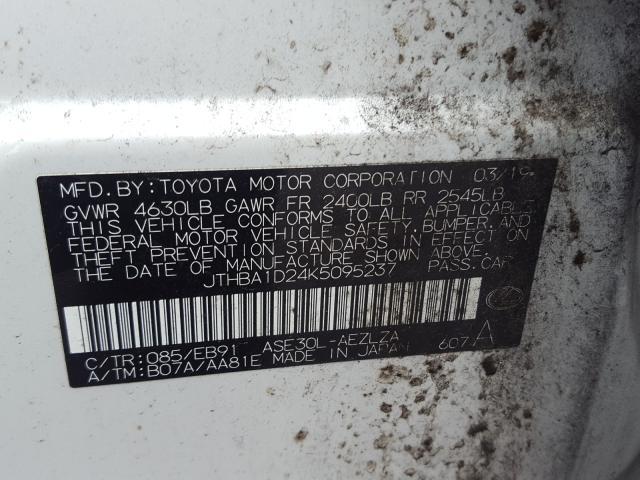 MFD.BY:TOYOTA MOTOR CORPORATION 03/19
GVWR 4630LB GAWR FR 2400LB RR 2545LB
THIS VEHICLE CONFORMS TO ALL APPLICABLE
FEDERAL MOTOR VEHICLE SAFETY,BUMPER,AND
THEFT PREVENTION STANDARDS IN EFFECT ON
THE DATE OF MANUFACTURE SHOWN ABOVE.
JTHBA1D24K5095237 PASS.CAR
C/TR:085/EB91 ASE30L-AEZLZA
A/TM:B07A/AA81E MADE IN JAPAN 607A